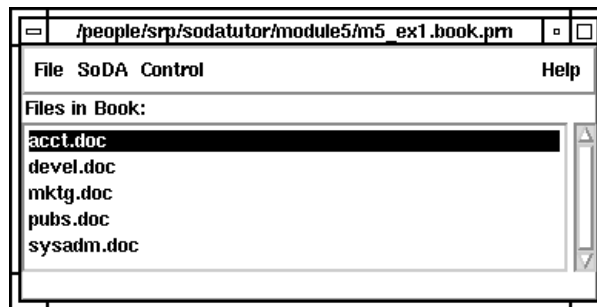 /people/srp/sodatutor/module5/m5_ex1.book.prn
File SoDA Control Help
Files in Book:
acct.doc
devel.doc
mktg.doc
pubs.doc
sysadm.doc